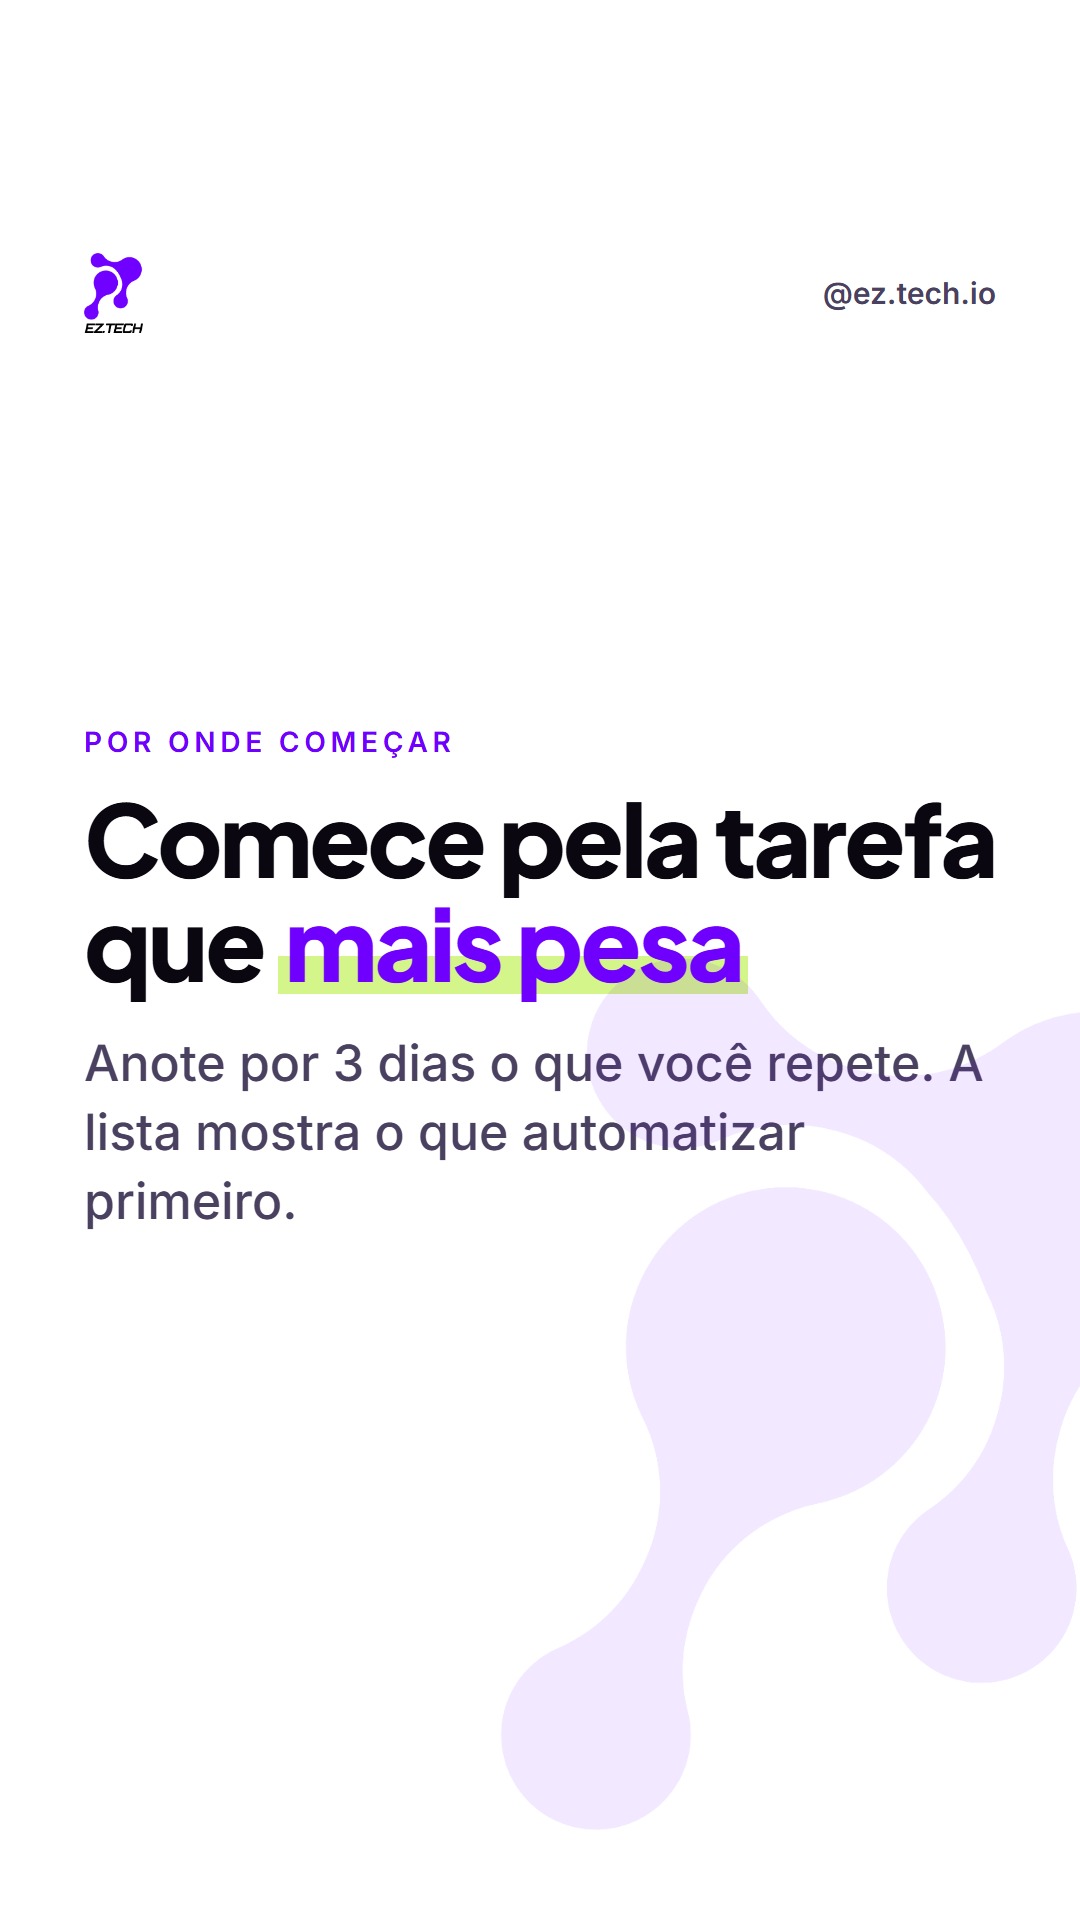 EZ.TECH
@ez.tech.io
POR ONDE COMEÇAR
Comece pela tarefa
que mais pesa
Anote por 3 dias o que você repete. A
lista mostra o que automatizar
primeiro.